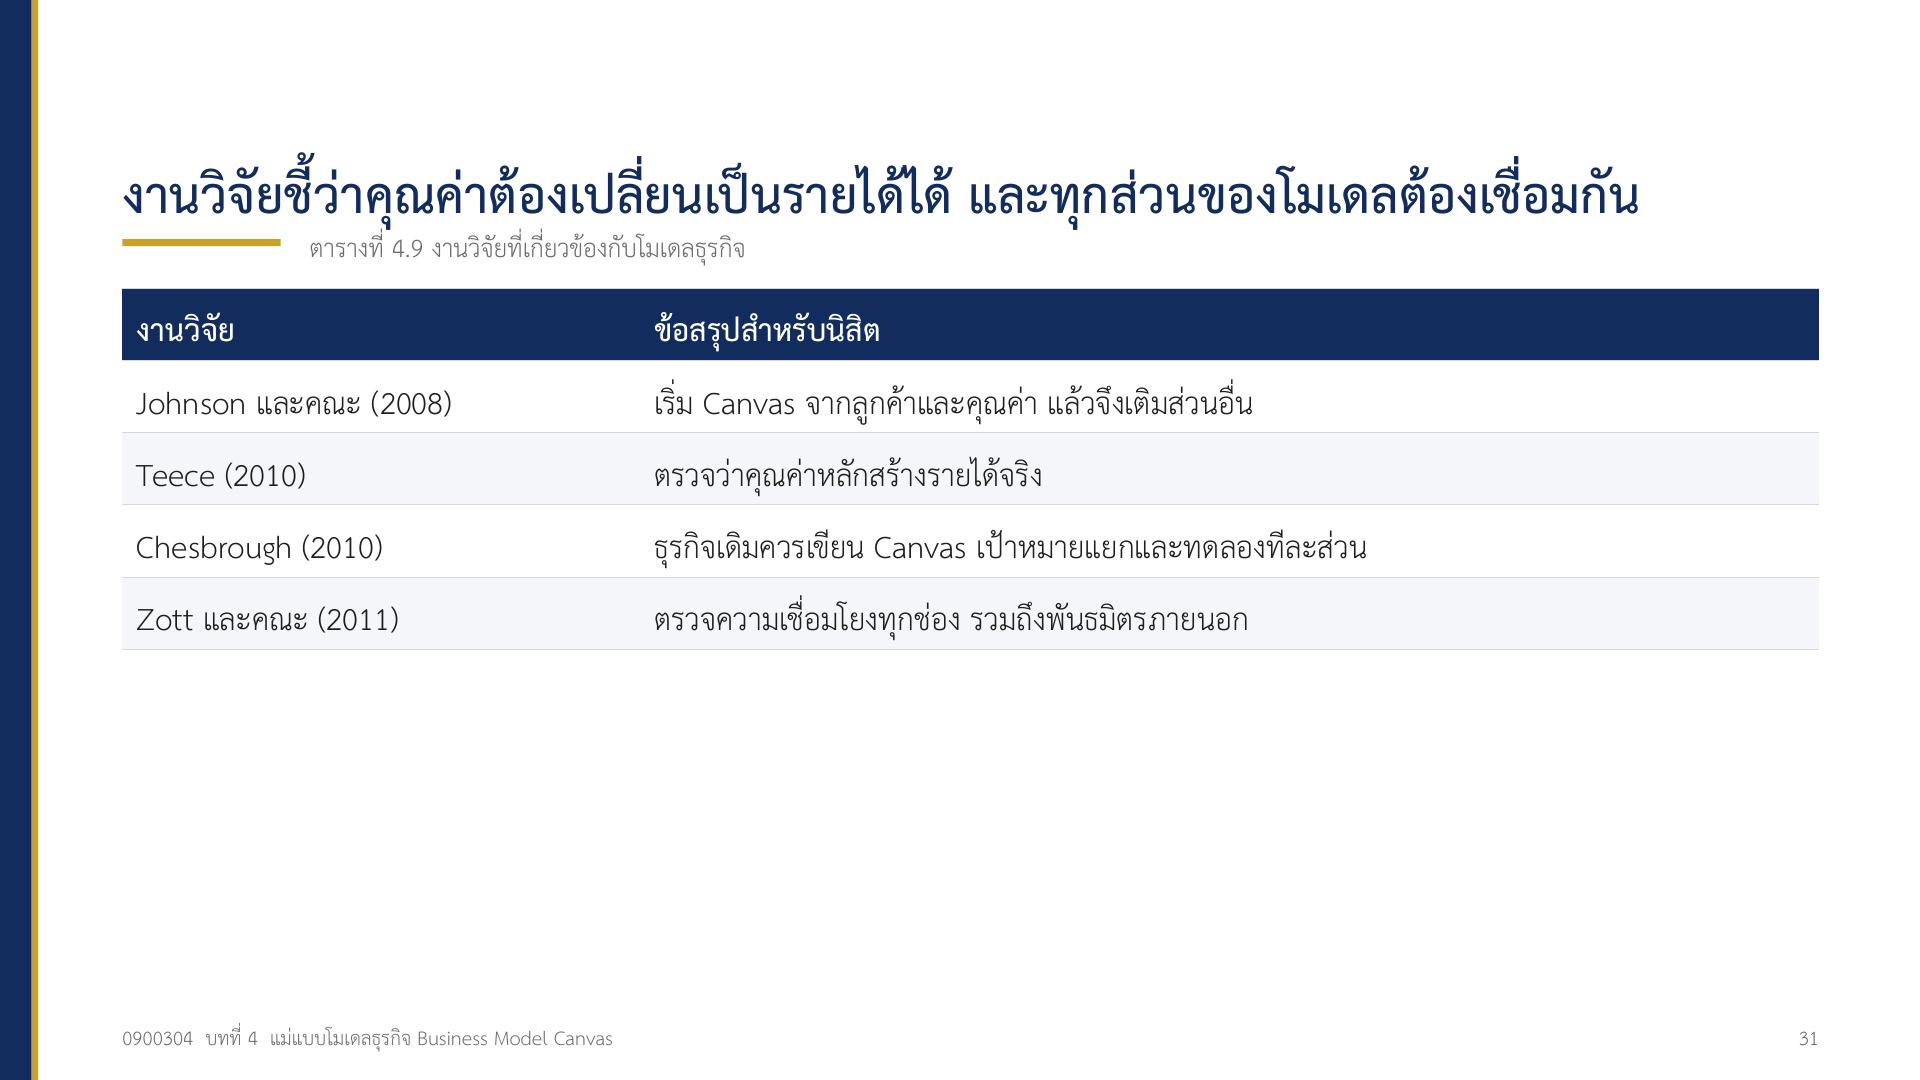 งานวิจัยชี้ว่าคุณค่าต้องเปลี่ยนเป็นรายได้ได้ และทุกส่วนของโมเดลต้องเชื่อมกัน
ตารางที่ 4.9 งานวิจัยที่เกี่ยวข้องกับโมเดลธุรกิจ
งานวิจัย ข้อสรุปสำหรับนิสิต
Johnson และคณะ (2008) เริ่ม Canvas จากลูกค้าและคุณค่า แล้วจึงเติมส่วนอื่น
Teece (2010) ตรวจว่าคุณค่าหลักสร้างรายได้จริง
Chesbrough (2010) ธุรกิจเดิมควรเขียน Canvas เป้าหมายแยกและทดลองทีละส่วน
Zott และคณะ (2011) ตรวจความเชื่อมโยงทุกช่อง รวมถึงพันธมิตรภายนอก
0900304 บทที่ 4 แม่แบบโมเดลธุรกิจ Business Model Canvas 31